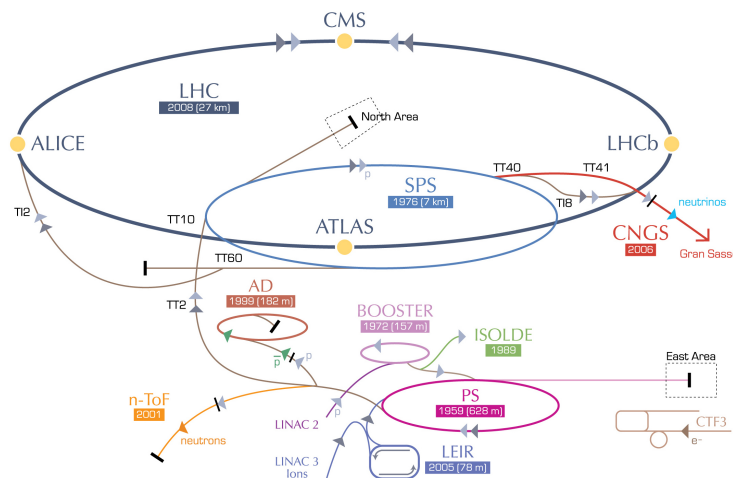 CMS
LHC
2008 (27 km)
North Area
ALICE
LHCb
TT40
TT41
p
SPS
1976 (7 km)
TI8
neutrinos
TI2
TT10
ATLAS
CNGS
2006
Gran Sass
TT60
AD
1999 (182 m)
TT2
BOOSTER
1972 (157 m)
ISOLDE
1989
p
p
East Area
n-ToF
2001
PS
1959 (628 m)
LINAC 2
p
neutrons
CTF3
e-
LINAC 3
Ions
LEIR
2005 (78 m)